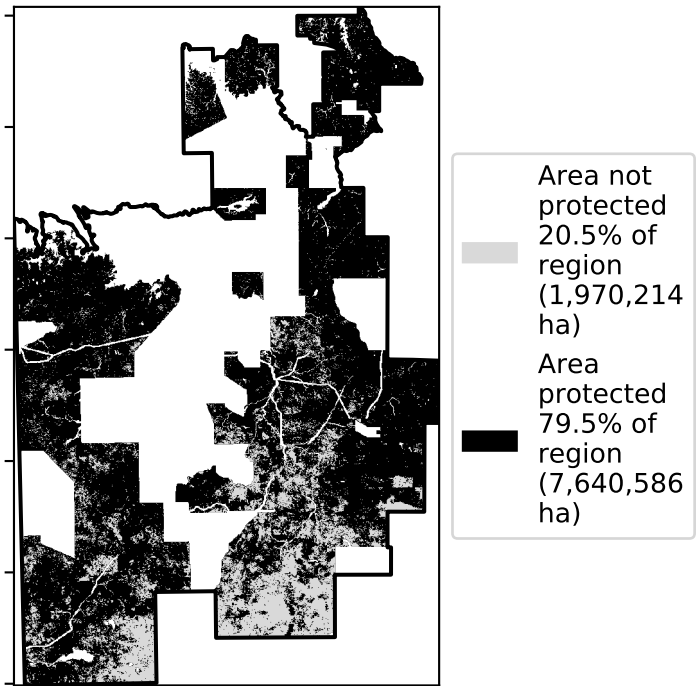 Area not
protected
20.5% of
region
(1,970,214
ha)
Area
protected
79.5% of
region
(7,640,586
ha)